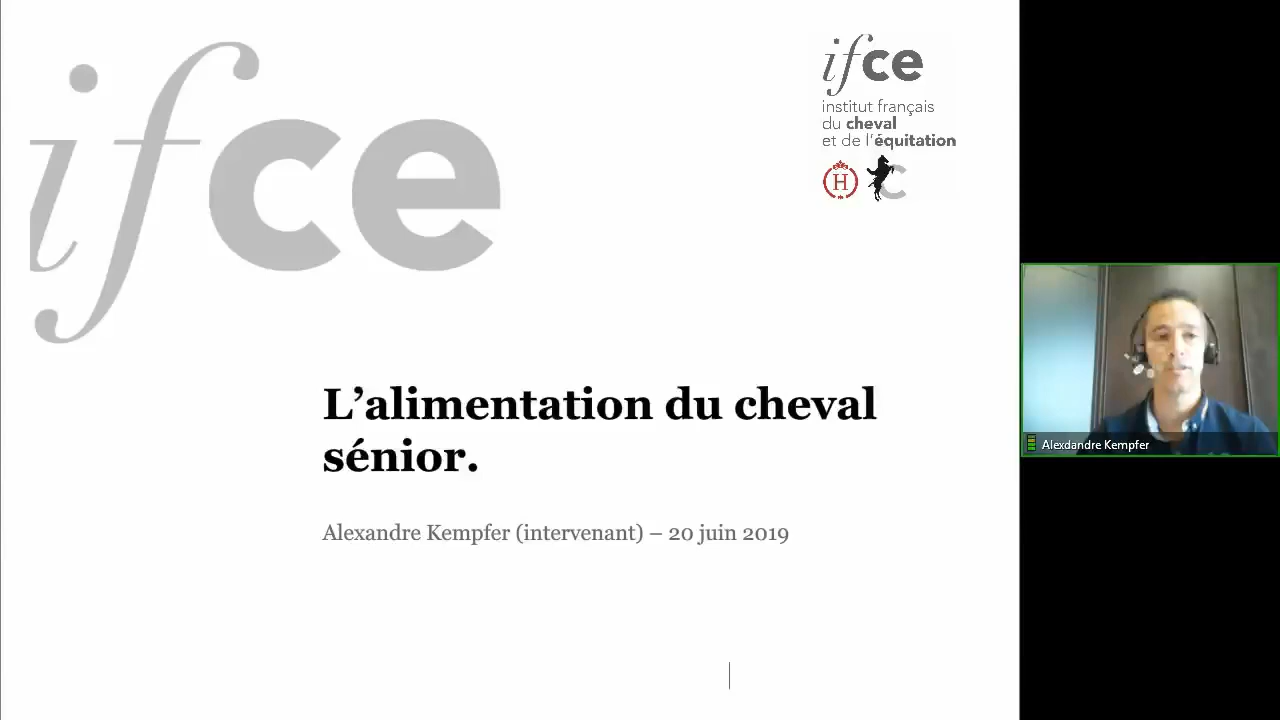 ifce
ifce
institut français
du cheval
et de l'équitation
H
C
L'alimentation du cheval
sénior.
Alexandre Kempfer (intervenant) – 20 juin 2019
Alexdandre Kempfer